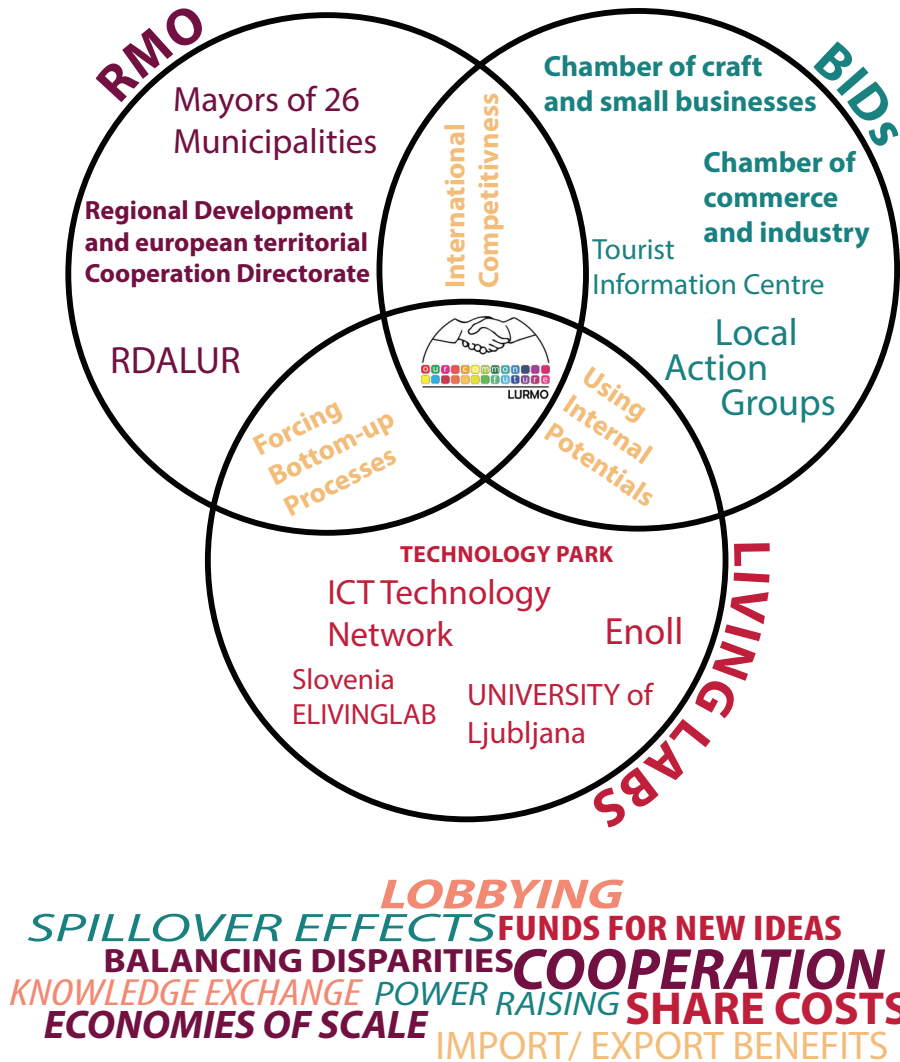 RMO
Mayors of 26
Municipalities
Regional Development
and european territorial
Cooperation Directorate
RDALUR
International
Competitivness
BIDs
Chamber of craft
and small businesses
Chamber of
commerce
and industry
Tourist
Information Centre
Local
Action
Groups
our common
future
LURMO
Forcing
Bottom-up
Processes
Using
Internal
Potentials
LIVING LABS
TECHNOLOGY PARK
ICT Technology
Network
Enoll
Slovenia
ELIVINGLAB
UNIVERSITY of
Ljubljana
LOBBYING
SPILLOVER EFFECTS FUNDS FOR NEW IDEAS
BALANCING DISPARITIES COOPERATION
KNOWLEDGE EXCHANGE POWER RAISING SHARE COSTS
ECONOMIES OF SCALE
IMPORT/ EXPORT BENEFITS